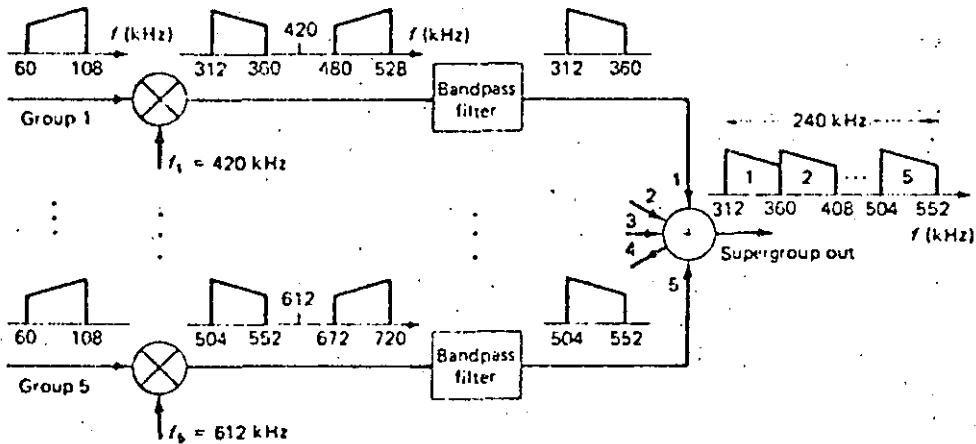 f (kHz) 420 f (kHz)
60 108 312 360 480 528 312 360
Bandpass
filter
Group 1
f₁ = 420 kHz
240 kHz
1 2 ... 5
312 360 408 504 552
f (kHz)
1
2
3
4
5
+
Supergroup out
612
60 108 504 552 672 720 504 552
Bandpass
filter
Group 5
f₅ = 612 kHz